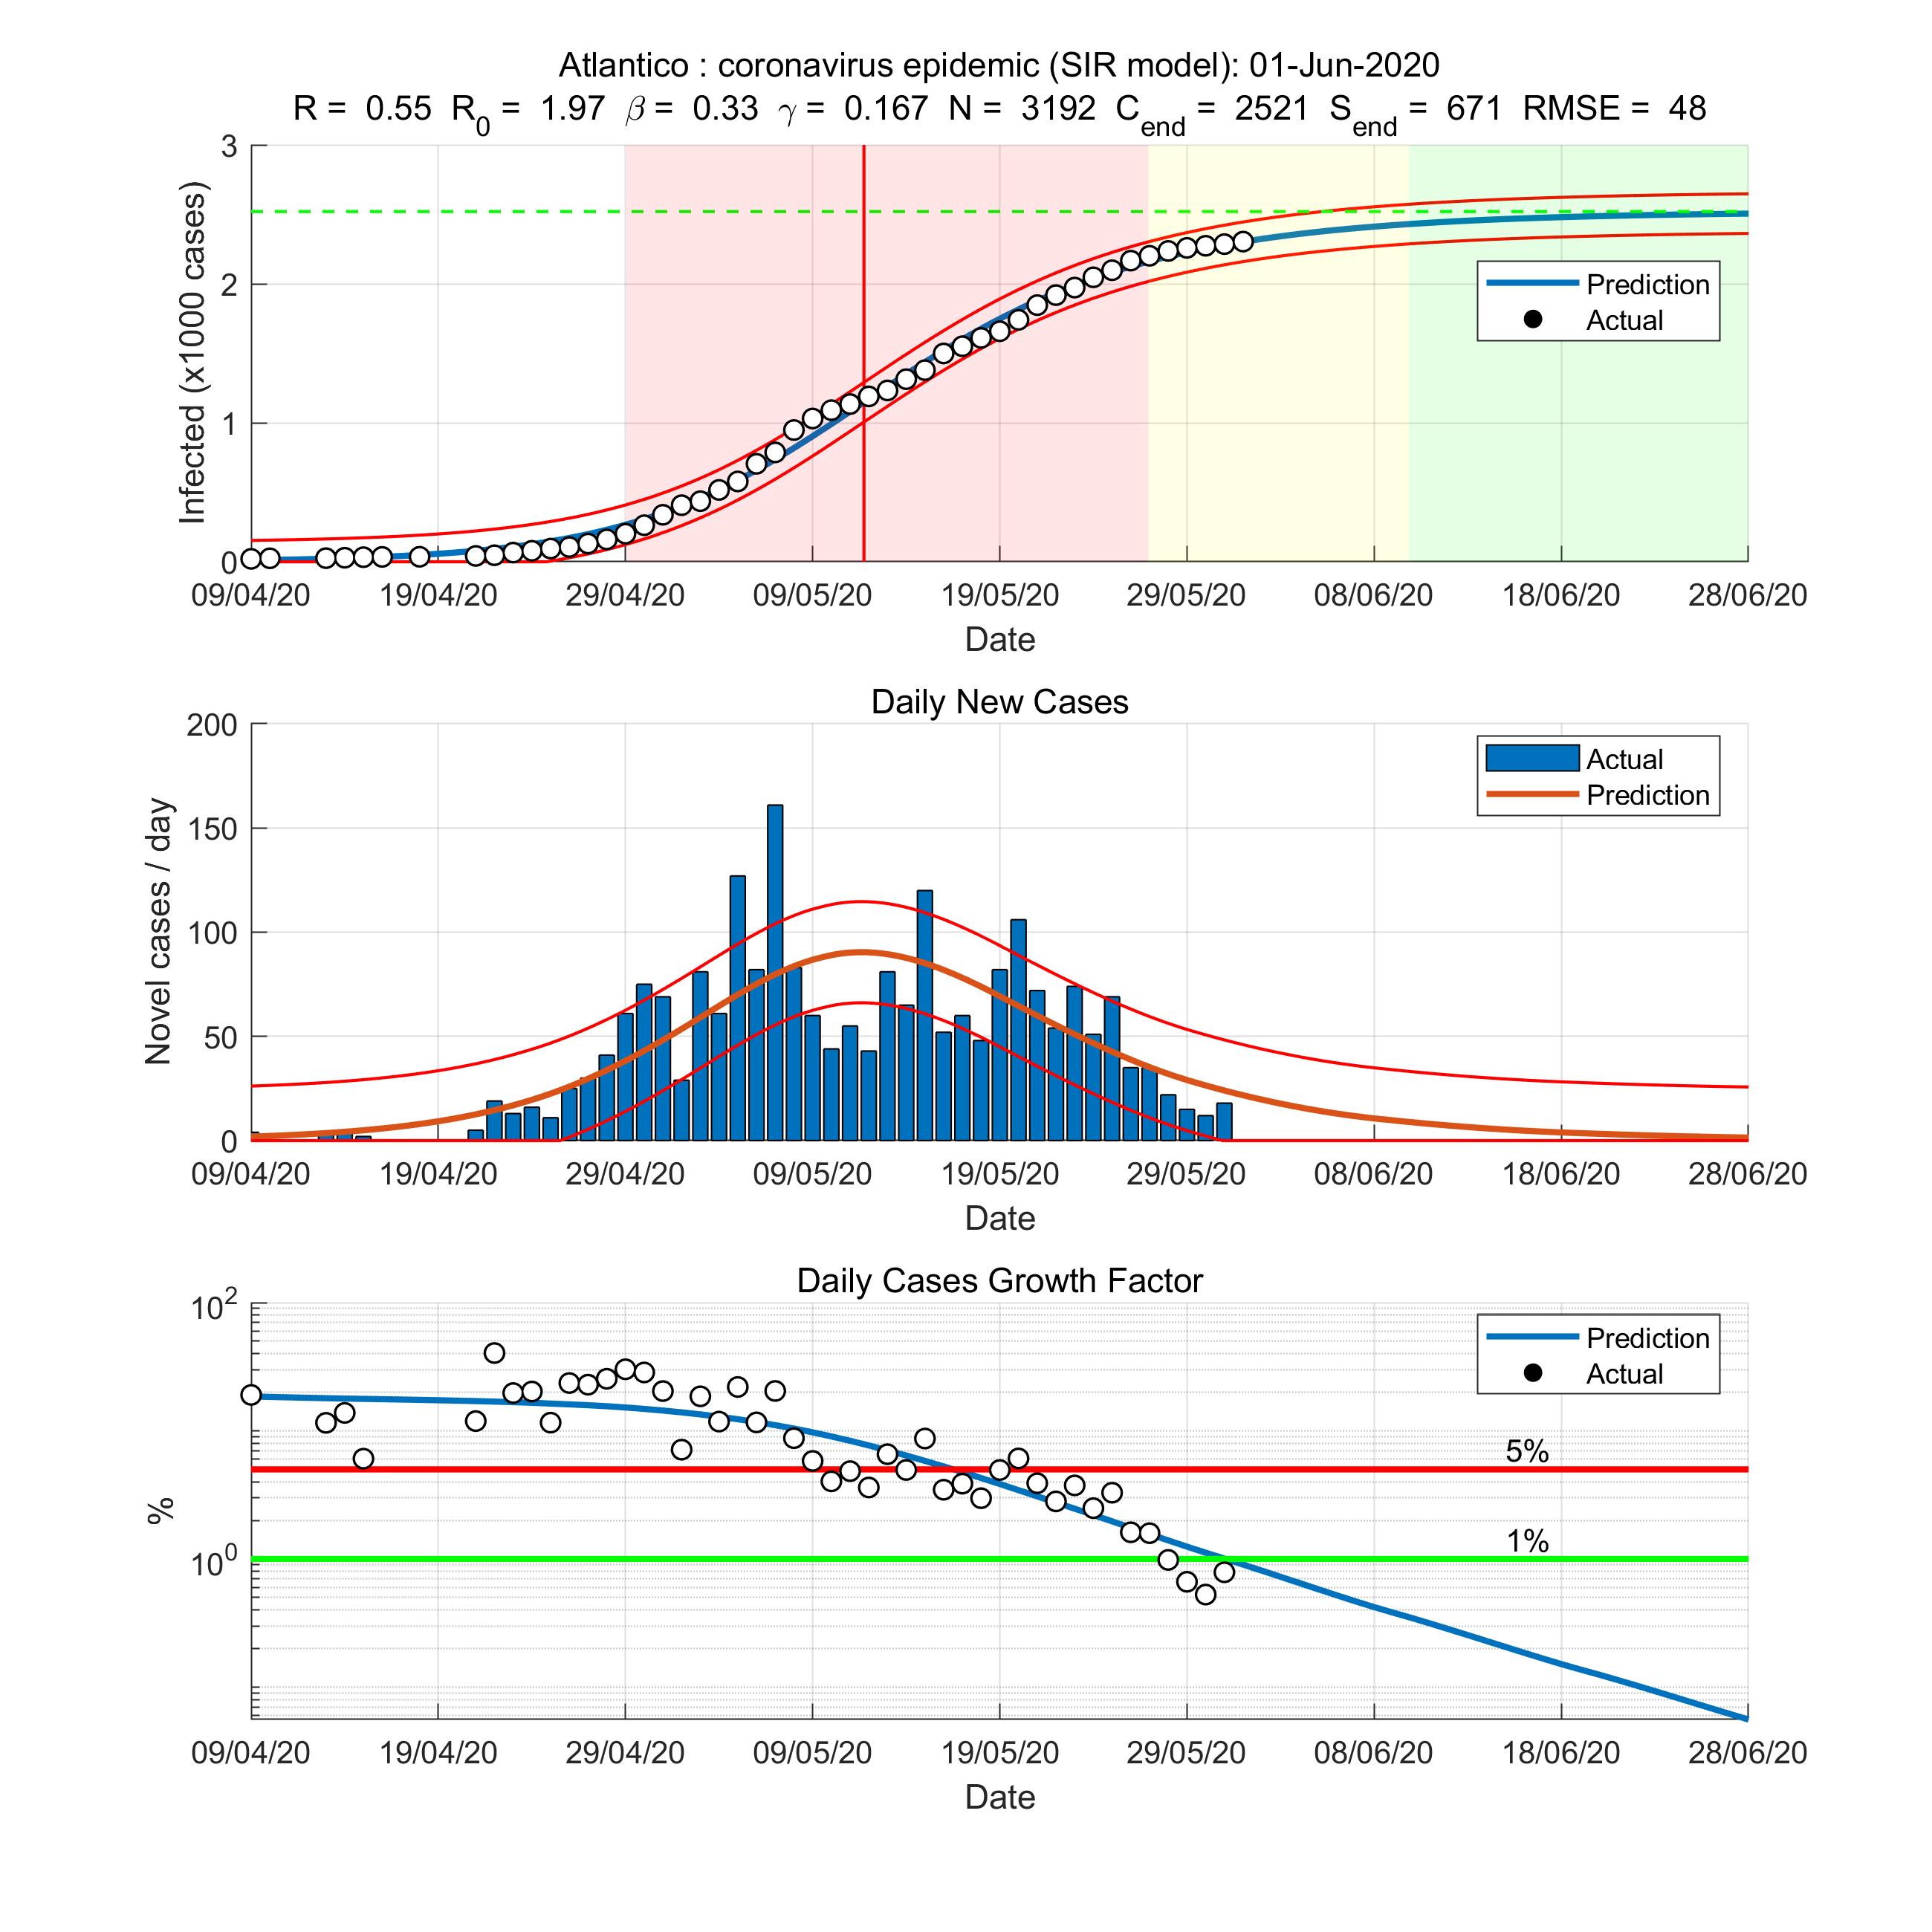 Atlantico : coronavirus epidemic (SIR model): 01-Jun-2020
R = 0.55 R0 = 1.97 β = 0.33 γ = 0.167 N = 3192 Cend = 2521 Send = 671 RMSE = 48
Infected (x1000 cases)
3
2
1
0
Prediction
Actual
09/04/20 19/04/20 29/04/20 09/05/20 19/05/20 29/05/20 08/06/20 18/06/20 28/06/20
Date
Daily New Cases
Novel cases / day
200
150
100
50
0
Actual
Prediction
09/04/20 19/04/20 29/04/20 09/05/20 19/05/20 29/05/20 08/06/20 18/06/20 28/06/20
Date
Daily Cases Growth Factor
%
10²
10⁰
Prediction
Actual
5%
1%
09/04/20 19/04/20 29/04/20 09/05/20 19/05/20 29/05/20 08/06/20 18/06/20 28/06/20
Date